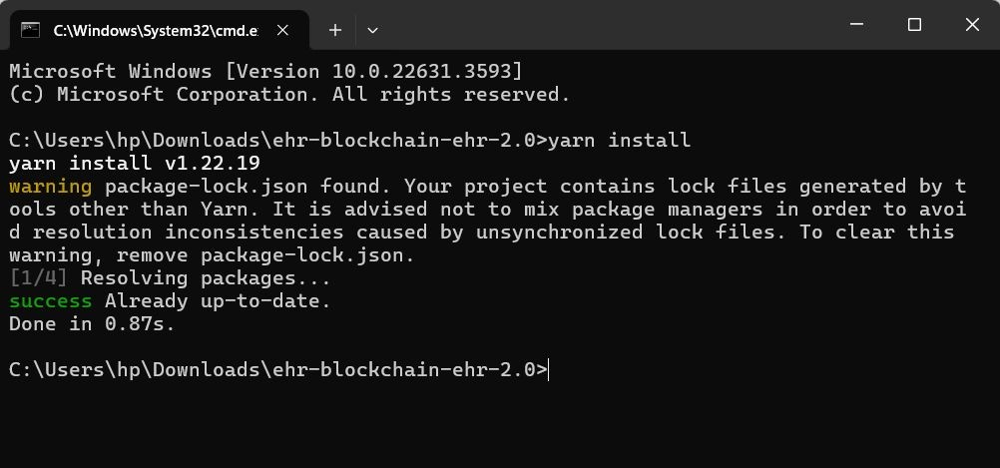 C:\Windows\System32\cmd.e
Microsoft Windows [Version 10.0.22631.3593]
(c) Microsoft Corporation. All rights reserved.
C:\Users\hp\Downloads\ehr-blockchain-ehr-2.0>yarn install
yarn install v1.22.19
warning package-lock.json found. Your project contains lock files generated by t
ools other than Yarn. It is advised not to mix package managers in order to avoi
d resolution inconsistencies caused by unsynchronized lock files. To clear this
warning, remove package-lock.json.
[1/4] Resolving packages...
success Already up-to-date.
Done in 0.87s.
C:\Users\hp\Downloads\ehr-blockchain-ehr-2.0>